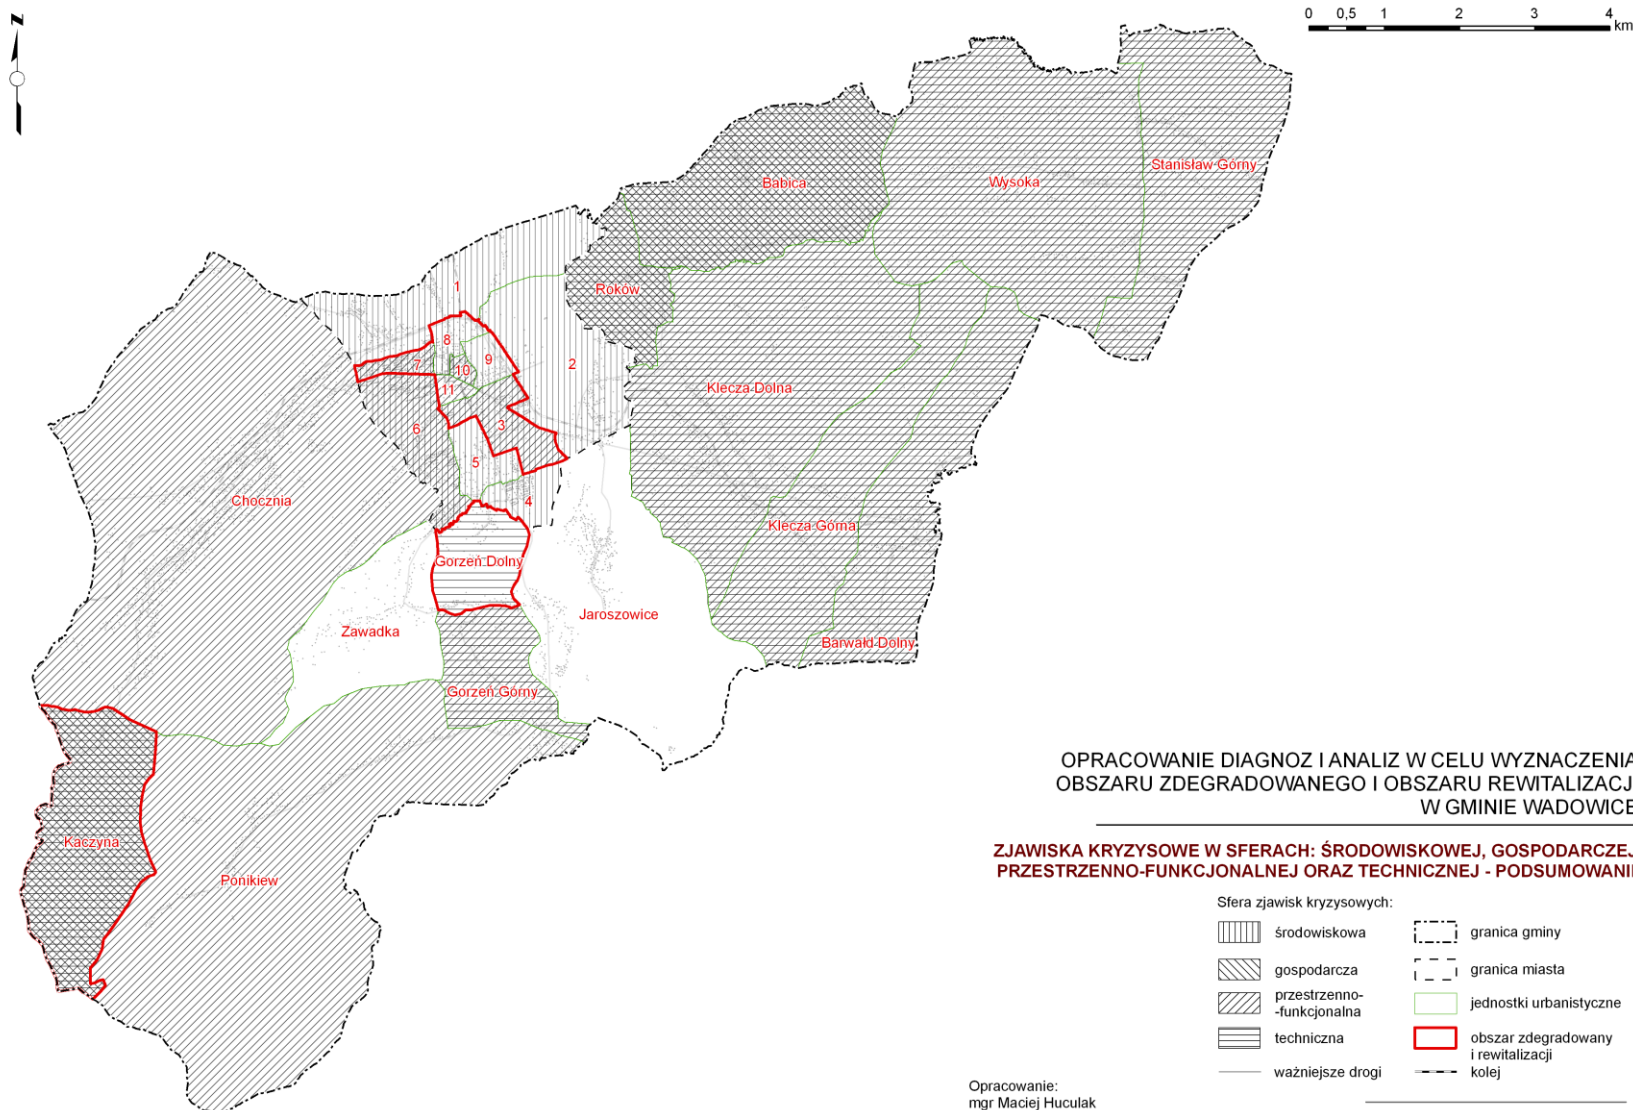 z
0 0,5 1 2 3 4
km
Stanisław Górny
Babica
Wysoka
Roków
1
2
8
9
7
10
11
Klecza Dolna
6
3
5
4
Chocznia
Klecza Górna
Gorzeń Dolny
Jaroszowice
Zawadka
Barwałd Dolny
Gorzeń Górny
Kaczyna
Ponikiew
OPRACOWANIE DIAGNOZ I ANALIZ W CELU WYZNACZENIA
OBSZARU ZDEGRADOWANEGO I OBSZARU REWITALIZACJI
W GMINIE WADOWICE
ZJAWISKA KRYZYSOWE W SFERACH: ŚRODOWISKOWEJ, GOSPODARCZEJ,
PRZESTRZENNO-FUNKCJONALNEJ ORAZ TECHNICZNEJ - PODSUMOWANIE
Sfera zjawisk kryzysowych:
środowiskowa
gospodarcza
przestrzenno-
-funkcjonalna
techniczna
ważniejsze drogi
granica gminy
granica miasta
jednostki urbanistyczne
obszar zdegradowany
i rewitalizacji
kolej
Opracowanie:
mgr Maciej Huculak